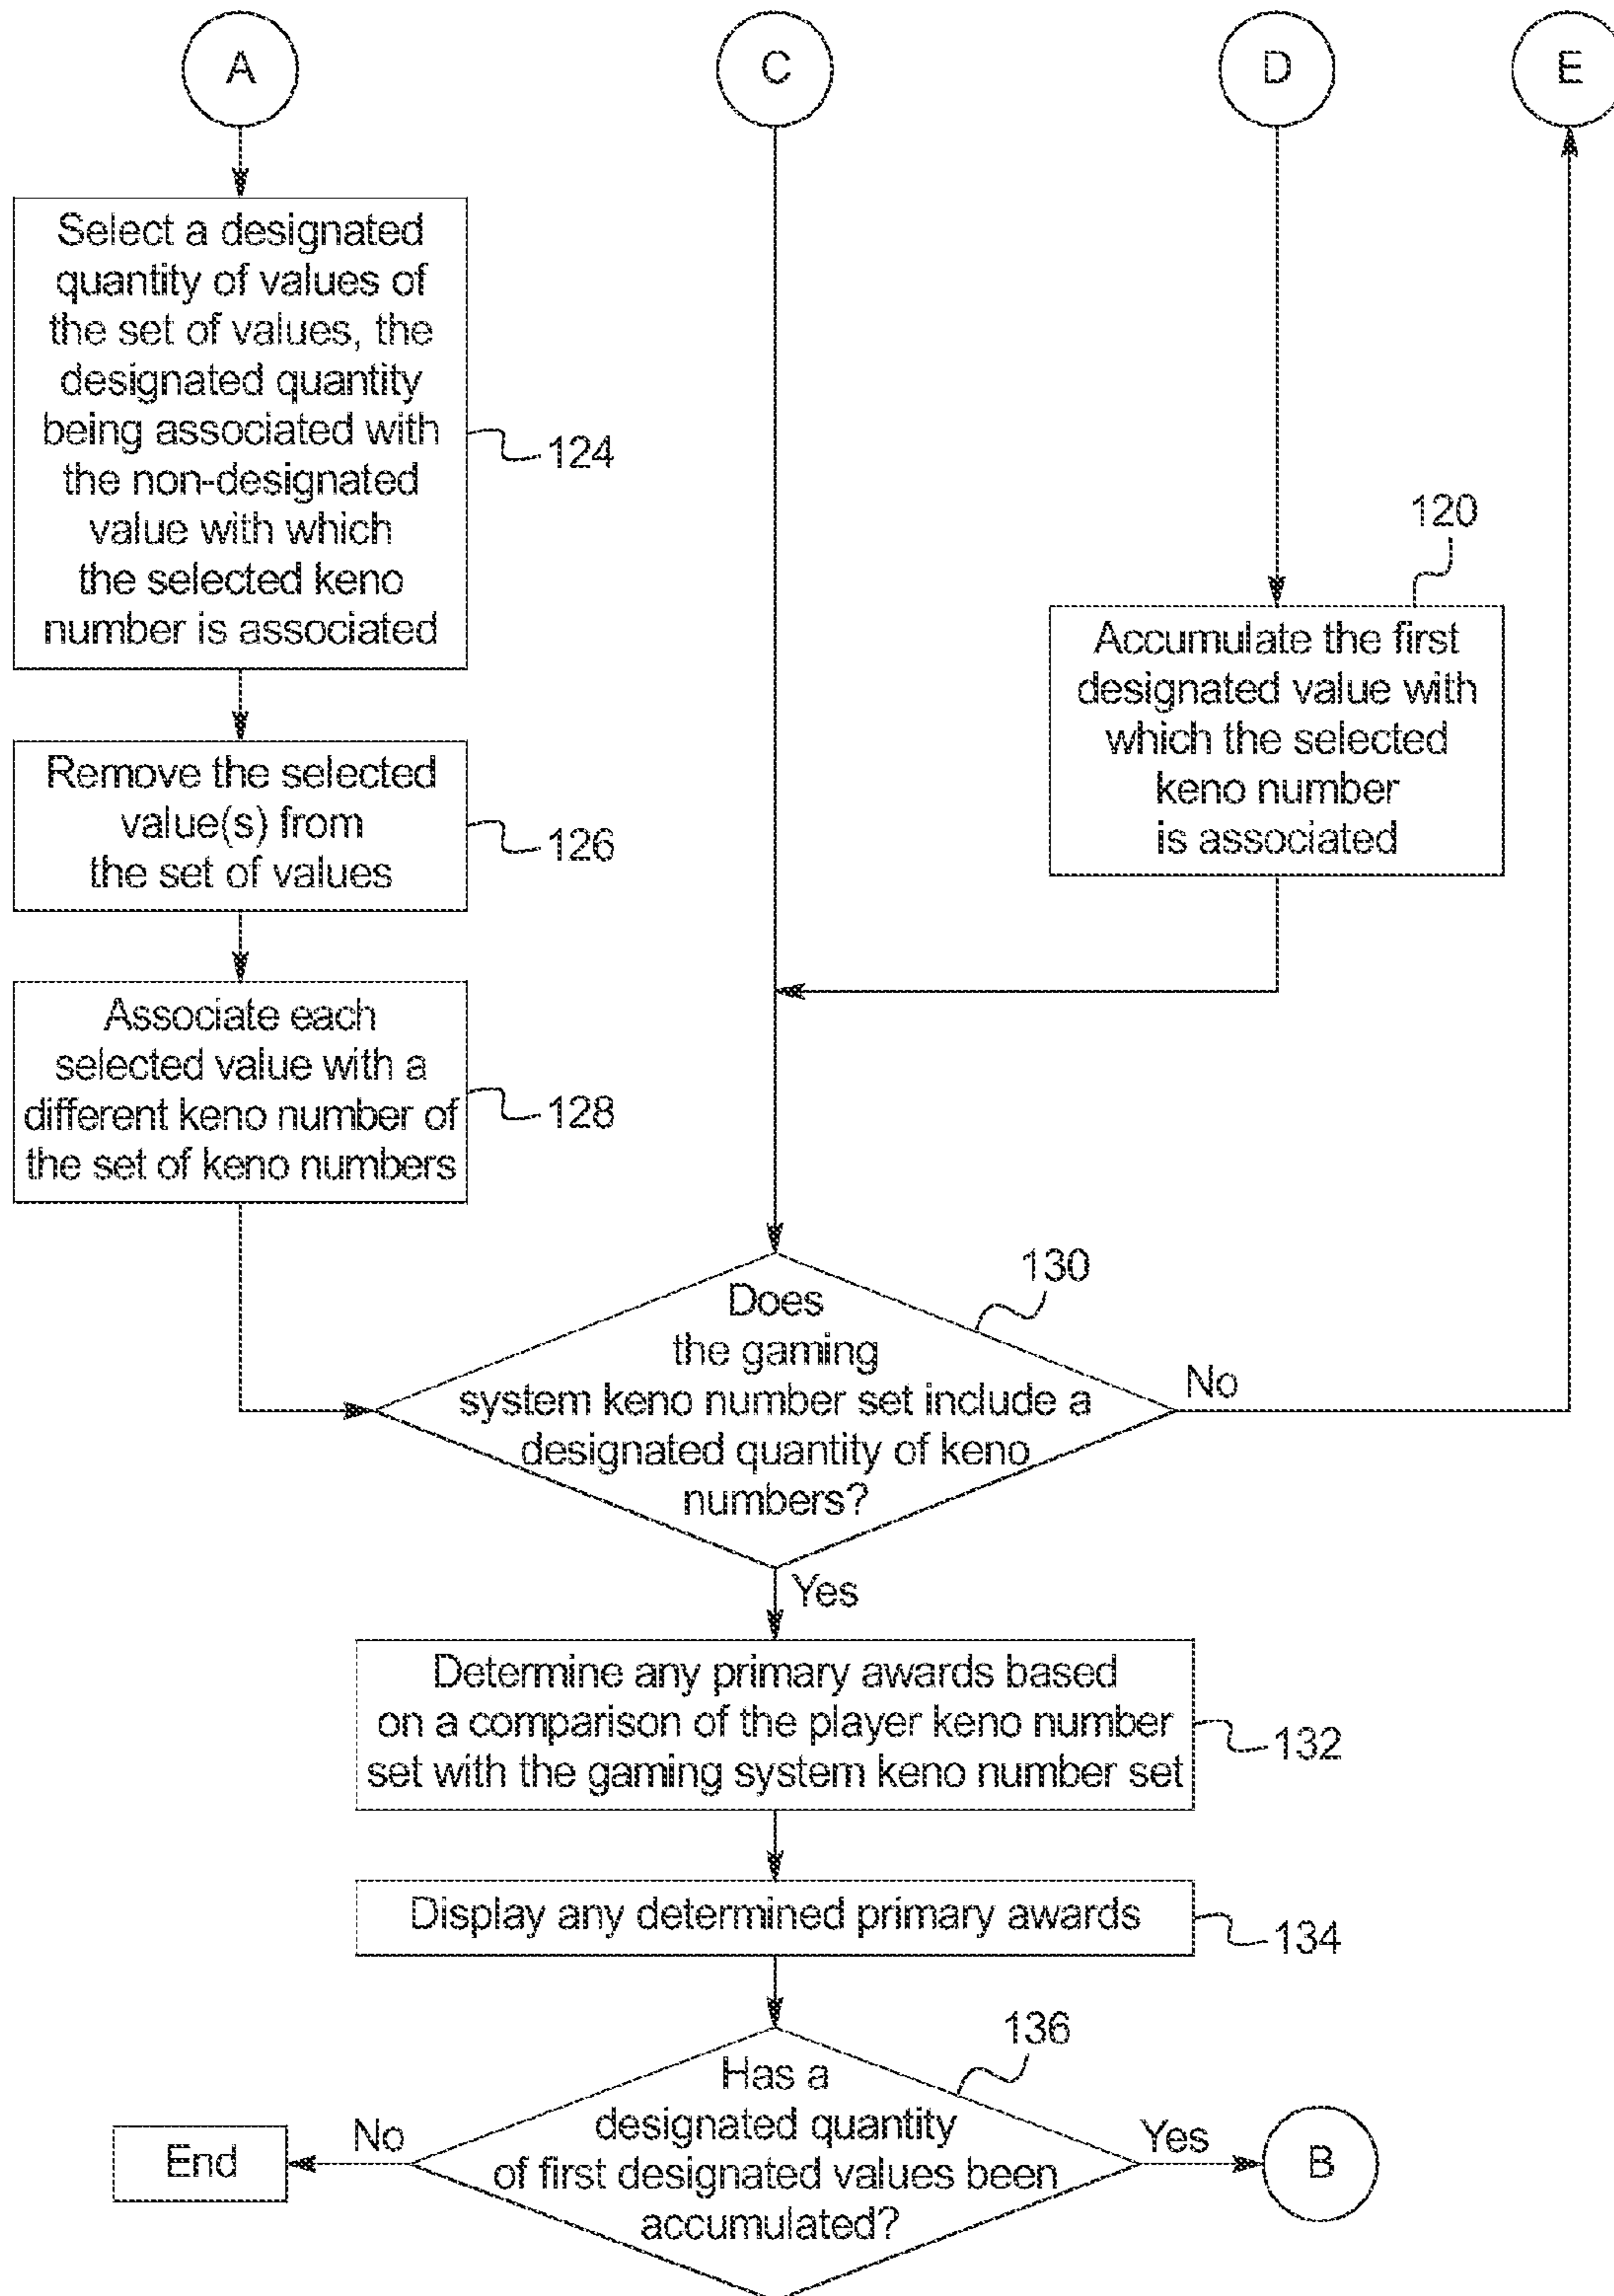 A
C
D
E
Select a designated
quantity of values of
the set of values, the
designated quantity
being associated with
the non-designated
value with which
the selected keno
number is associated
124
120
Accumulate the first
designated value with
which the selected
keno number
is associated
Remove the selected
value(s) from
the set of values
126
Associate each
selected value with a
different keno number of
the set of keno numbers
128
130
Does
the gaming
system keno number set include a
designated quantity of keno
numbers?
No
Yes
Determine any primary awards based
on a comparison of the player keno number
set with the gaming system keno number set
132
Display any determined primary awards
134
136
Has a
designated quantity
of first designated values been
accumulated?
No
End
Yes
B